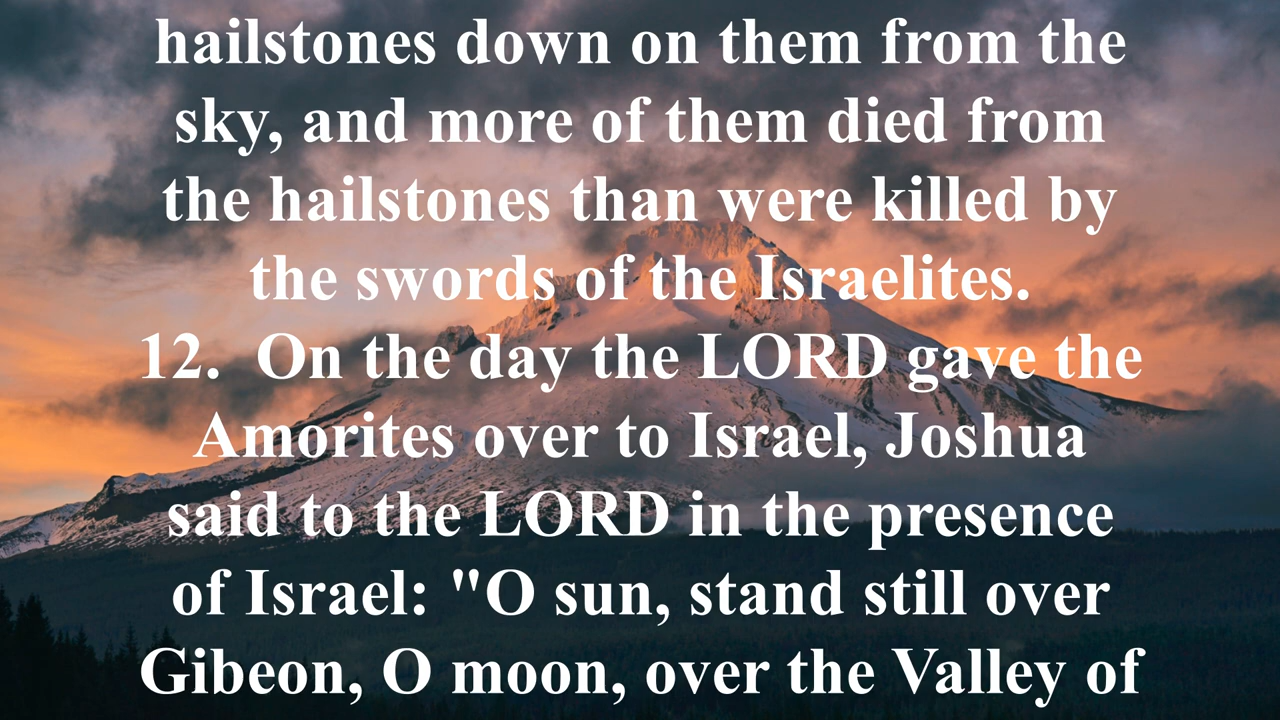 hailstones down on them from the
sky, and more of them died from
the hailstones than were killed by
the swords of the Israelites.
12.  On the day the LORD gave the
Amorites over to Israel, Joshua
said to the LORD in the presence
of Israel: "O sun, stand still over
Gibeon, O moon, over the Valley of